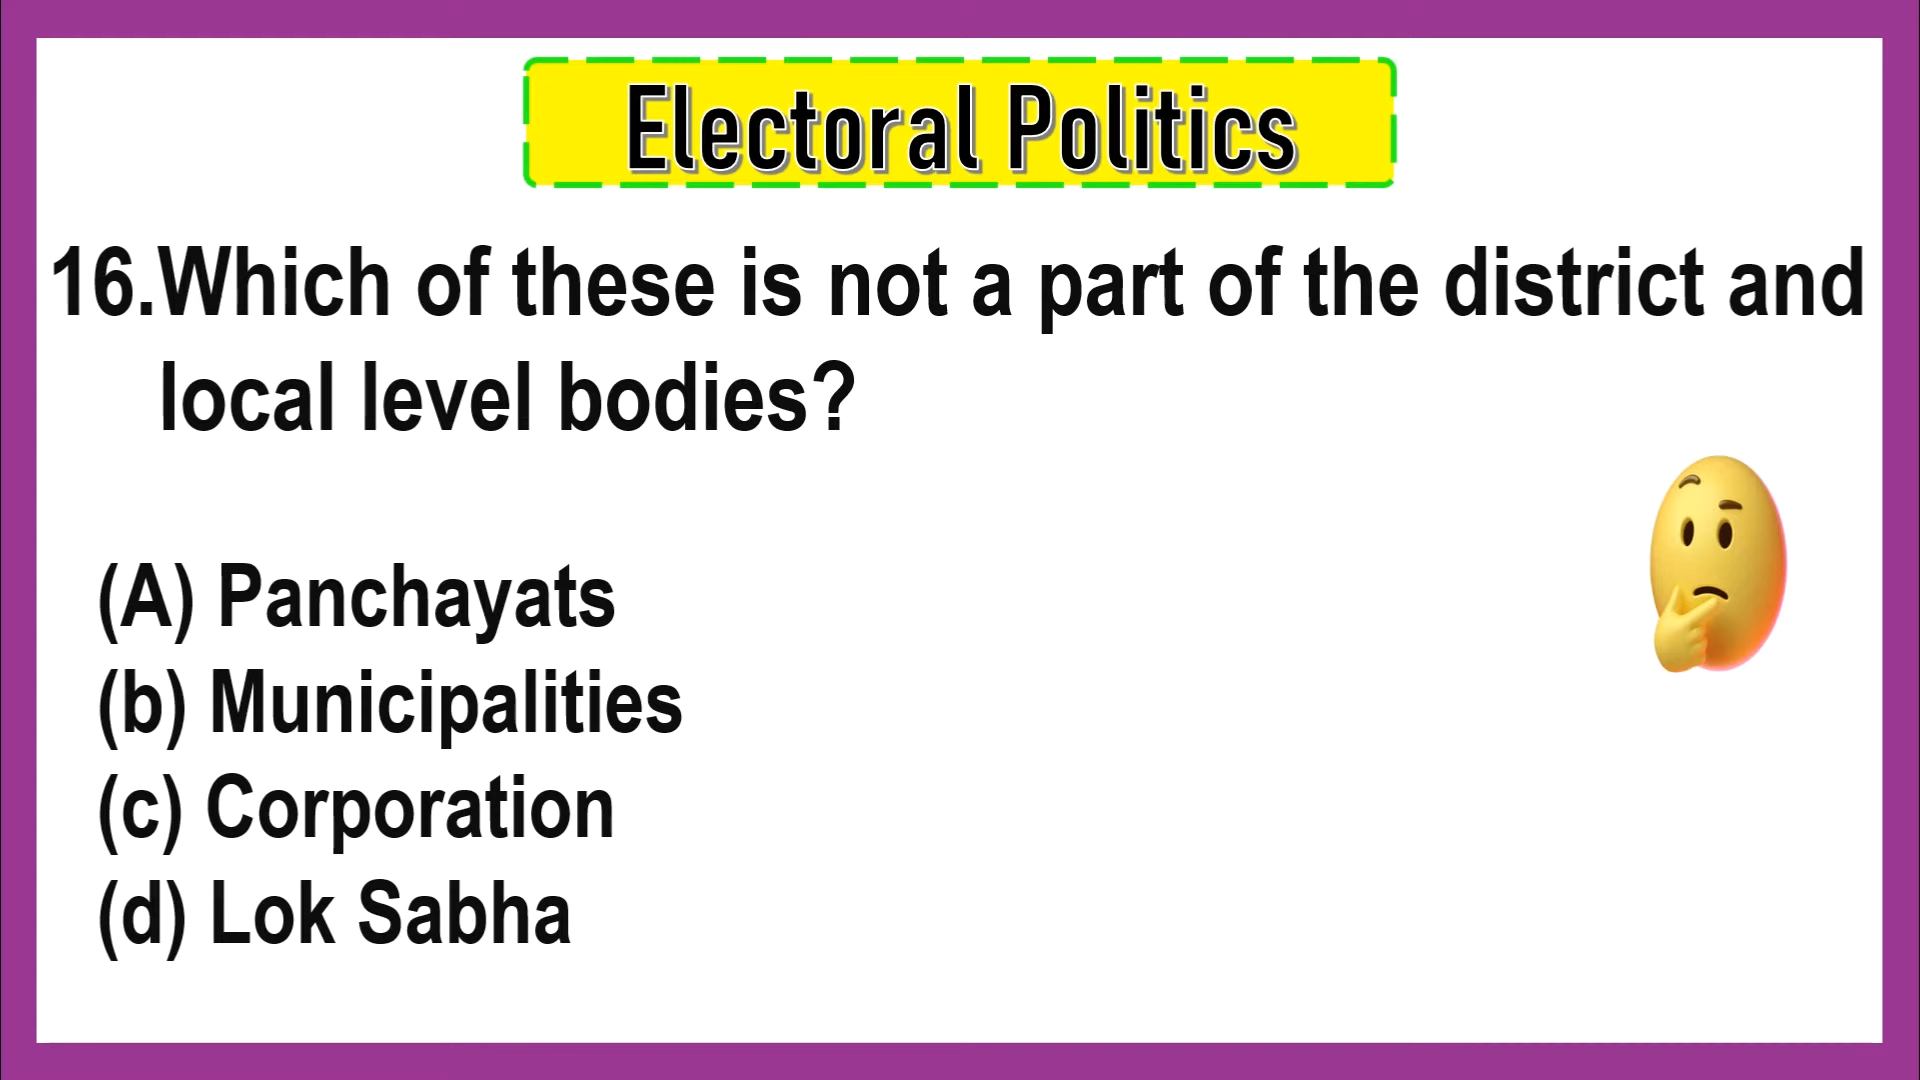 Electoral Politics
16.Which of these is not a part of the district and
local level bodies?
(A) Panchayats
(b) Municipalities
(c) Corporation
(d) Lok Sabha